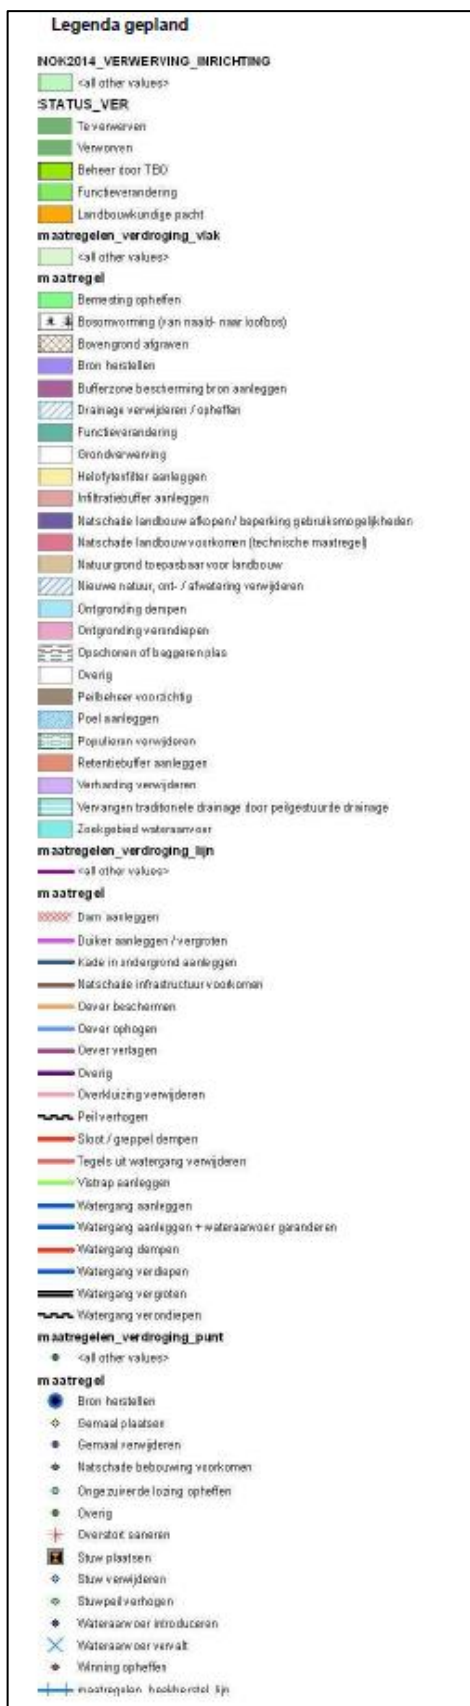 Legenda gepland
NOK2014_VERWERVING_INRICHTING
<all other values>
STATUS_VER
Te verwerven
Verworven
Beheer door TBO
Functieverandering
Landbouwkundige pacht
maatregelen_verdroging_vlak
<all other values>
maatregel
Bemesting opheffen
Bosomvorming (van naald- naar loofbos)
Bovengrond afgraven
Bron herstellen
Bufferzone bescherming bron aanleggen
Drainage verwijderen / opheffen
Functieverandering
Grondverwerving
Helofytenfilter aanleggen
Infiltratiebuffer aanleggen
Natschade landbouw afkopen / beperking gebruiksmogelijkheden
Natschade landbouw voorkomen (technische maatregel)
Natuurgrond toepasbaar voor landbouw
Nieuwe natuur, ont- / afwatering verwijderen
Ontgronding dempen
Ontgronding verondiepen
Opschonen of baggeren plas
Overig
Peilbeheer voorzichtig
Poel aanleggen
Populieren verwijderen
Retentiebuffer aanleggen
Verharding verwijderen
Vervangen traditionele drainage door peilgestuurde drainage
Zoekgebied wateraanvoer
maatregelen_verdroging_lijn
<all other values>
maatregel
Dam aanleggen
Duiker aanleggen / vergroten
Kade in ondergrond aanleggen
Natschade infrastructuur voorkomen
Oever beschermen
Oever ophogen
Oever verlagen
Overig
Overkluizing verwijderen
Peil verhogen
Sloot / greppel dempen
Tegels uit watergang verwijderen
Vistrap aanleggen
Watergang aanleggen
Watergang aanleggen + wateraanvoer garanderen
Watergang dempen
Watergang verdiepen
Watergang vergroten
Watergang verondiepen
maatregelen_verdroging_punt
<all other values>
maatregel
Bron herstellen
Gemaal plaatsen
Gemaal verwijderen
Natschade bebouwing voorkomen
Ongezuiverde lozing opheffen
Overig
Overstort saneren
Stuw plaatsen
Stuw verwijderen
Stuwpeil verhogen
Wateraanvoer introduceren
Wateraanvoer vervalt
Winning opheffen
maatregelen_beekherstel_lijn